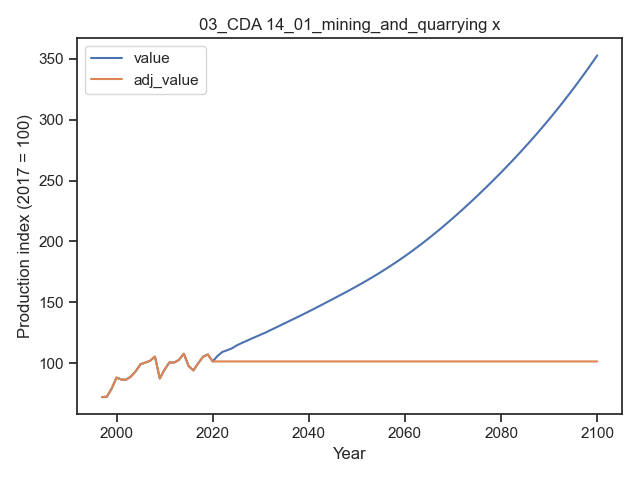 03_CDA 14_01_mining_and_quarrying x
value
adj_value
Production index (2017 = 100)
350
300
250
200
150
100
2000 2020 2040 2060 2080 2100
Year